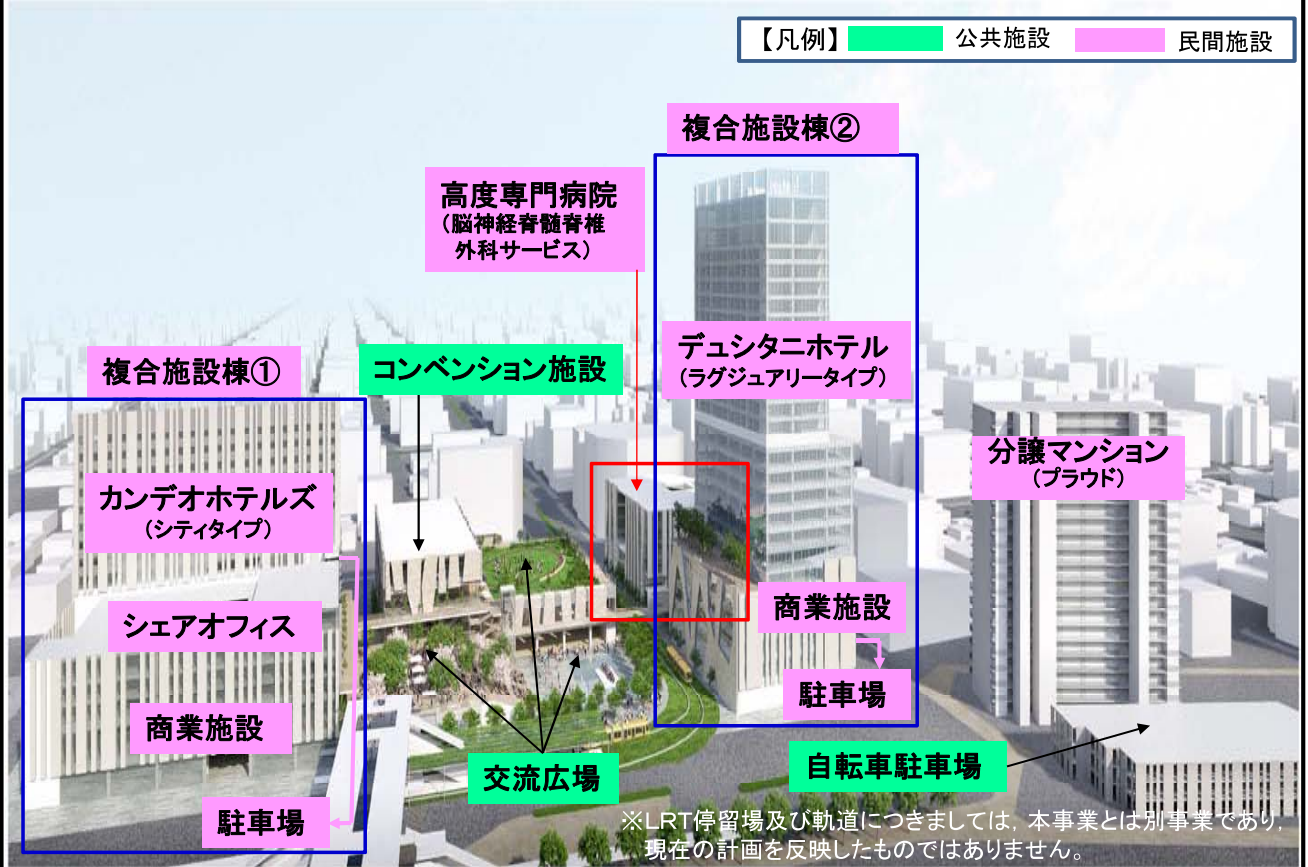 【凡例】 公共施設 民間施設
複合施設棟②
高度専門病院
(脳神経脊髄脊椎
外科サービス)
デュシタニホテル
(ラグジュアリータイプ)
複合施設棟①
コンベンション施設
分譲マンション
(プラウド)
カンデオホテルズ
(シティタイプ)
シェアオフィス
商業施設
商業施設
駐車場
交流広場
自転車駐車場
駐車場
※LRT停留場及び軌道につきましては，本事業とは別事業であり，
現在の計画を反映したものではありません。